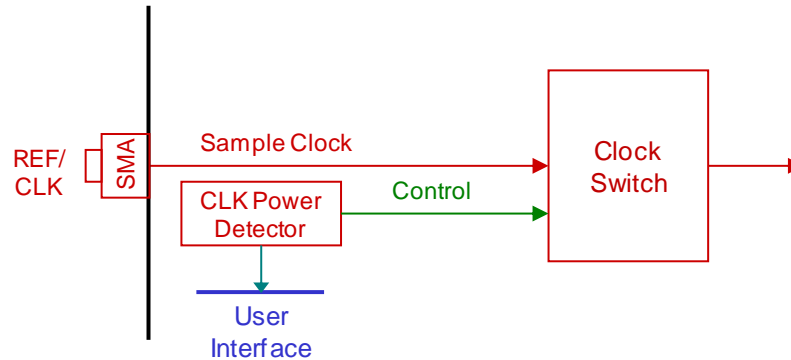 REF/
CLK
SMA
Sample Clock
CLK Power
Detector
Control
Clock
Switch
User
Interface